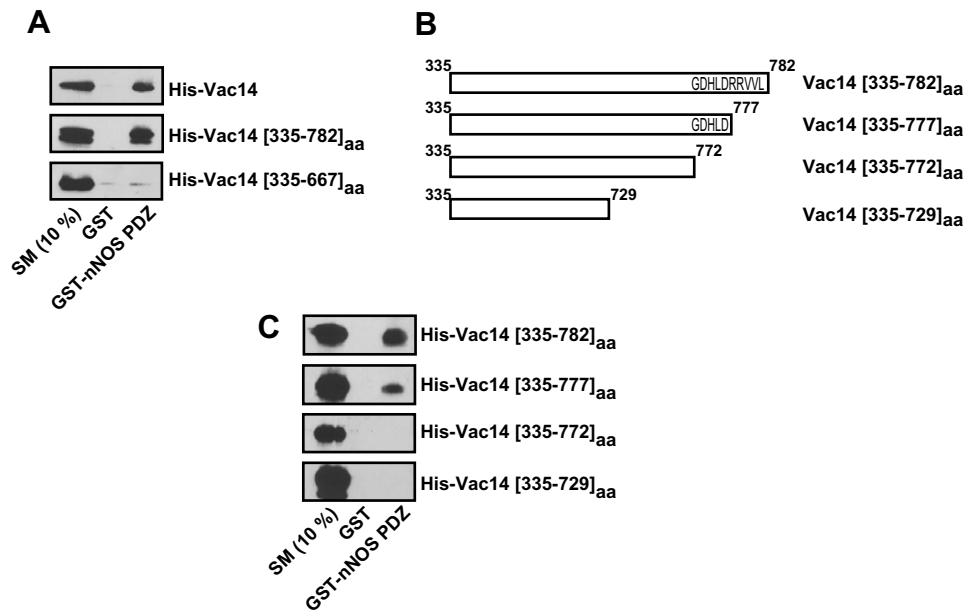 A
His-Vac14
His-Vac14 [335-782]aa
His-Vac14 [335-667]aa
SM (10 %)
GST
GST-nNOS PDZ
B
335
782
GDHLDRRVVL
Vac14 [335-782]aa
335
777
GDHLD
Vac14 [335-777]aa
335
772
Vac14 [335-772]aa
335
729
Vac14 [335-729]aa
C
His-Vac14 [335-782]aa
His-Vac14 [335-777]aa
His-Vac14 [335-772]aa
His-Vac14 [335-729]aa
SM (10 %)
GST
GST-nNOS PDZ